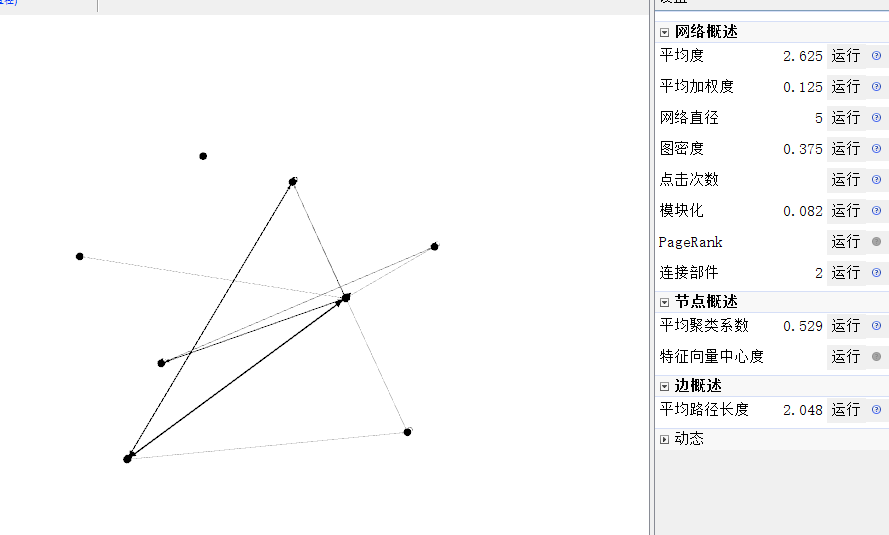 网络概述
平均度 2.625 运行
平均加权度 0.125 运行
网络直径 5 运行
图密度 0.375 运行
点击次数 运行
模块化 0.082 运行
PageRank 运行
连接部件 2 运行
节点概述
平均聚类系数 0.529 运行
特征向量中心度 运行
边概述
平均路径长度 2.048 运行
动态